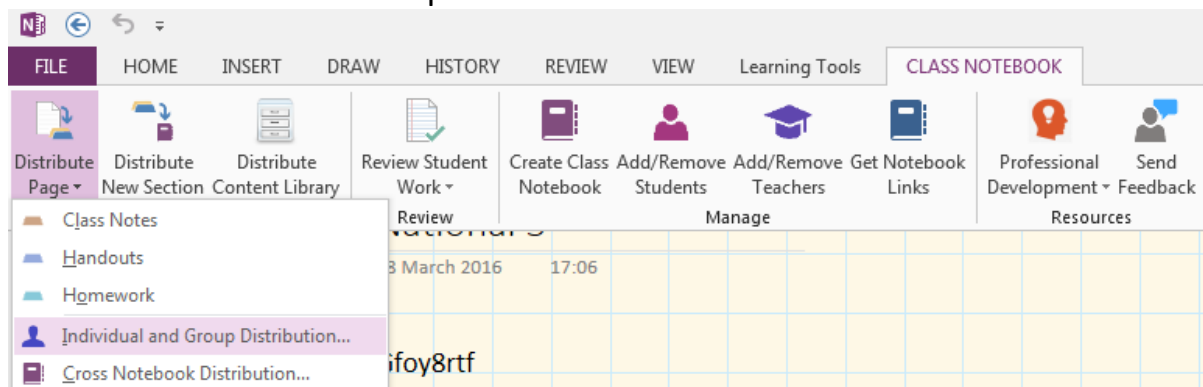 FILE HOME INSERT DRAW HISTORY REVIEW VIEW Learning Tools CLASS NOTEBOOK
Distribute Distribute Distribute Review Student Create Class Add/Remove Add/Remove Get Notebook Professional Send
Page New Section Content Library Work Notebook Students Teachers Links Development Feedback
Review Manage Resources
Class Notes
Handouts
March 2016 17:06
Homework
Individual and Group Distribution...
foy8rtf
Cross Notebook Distribution...